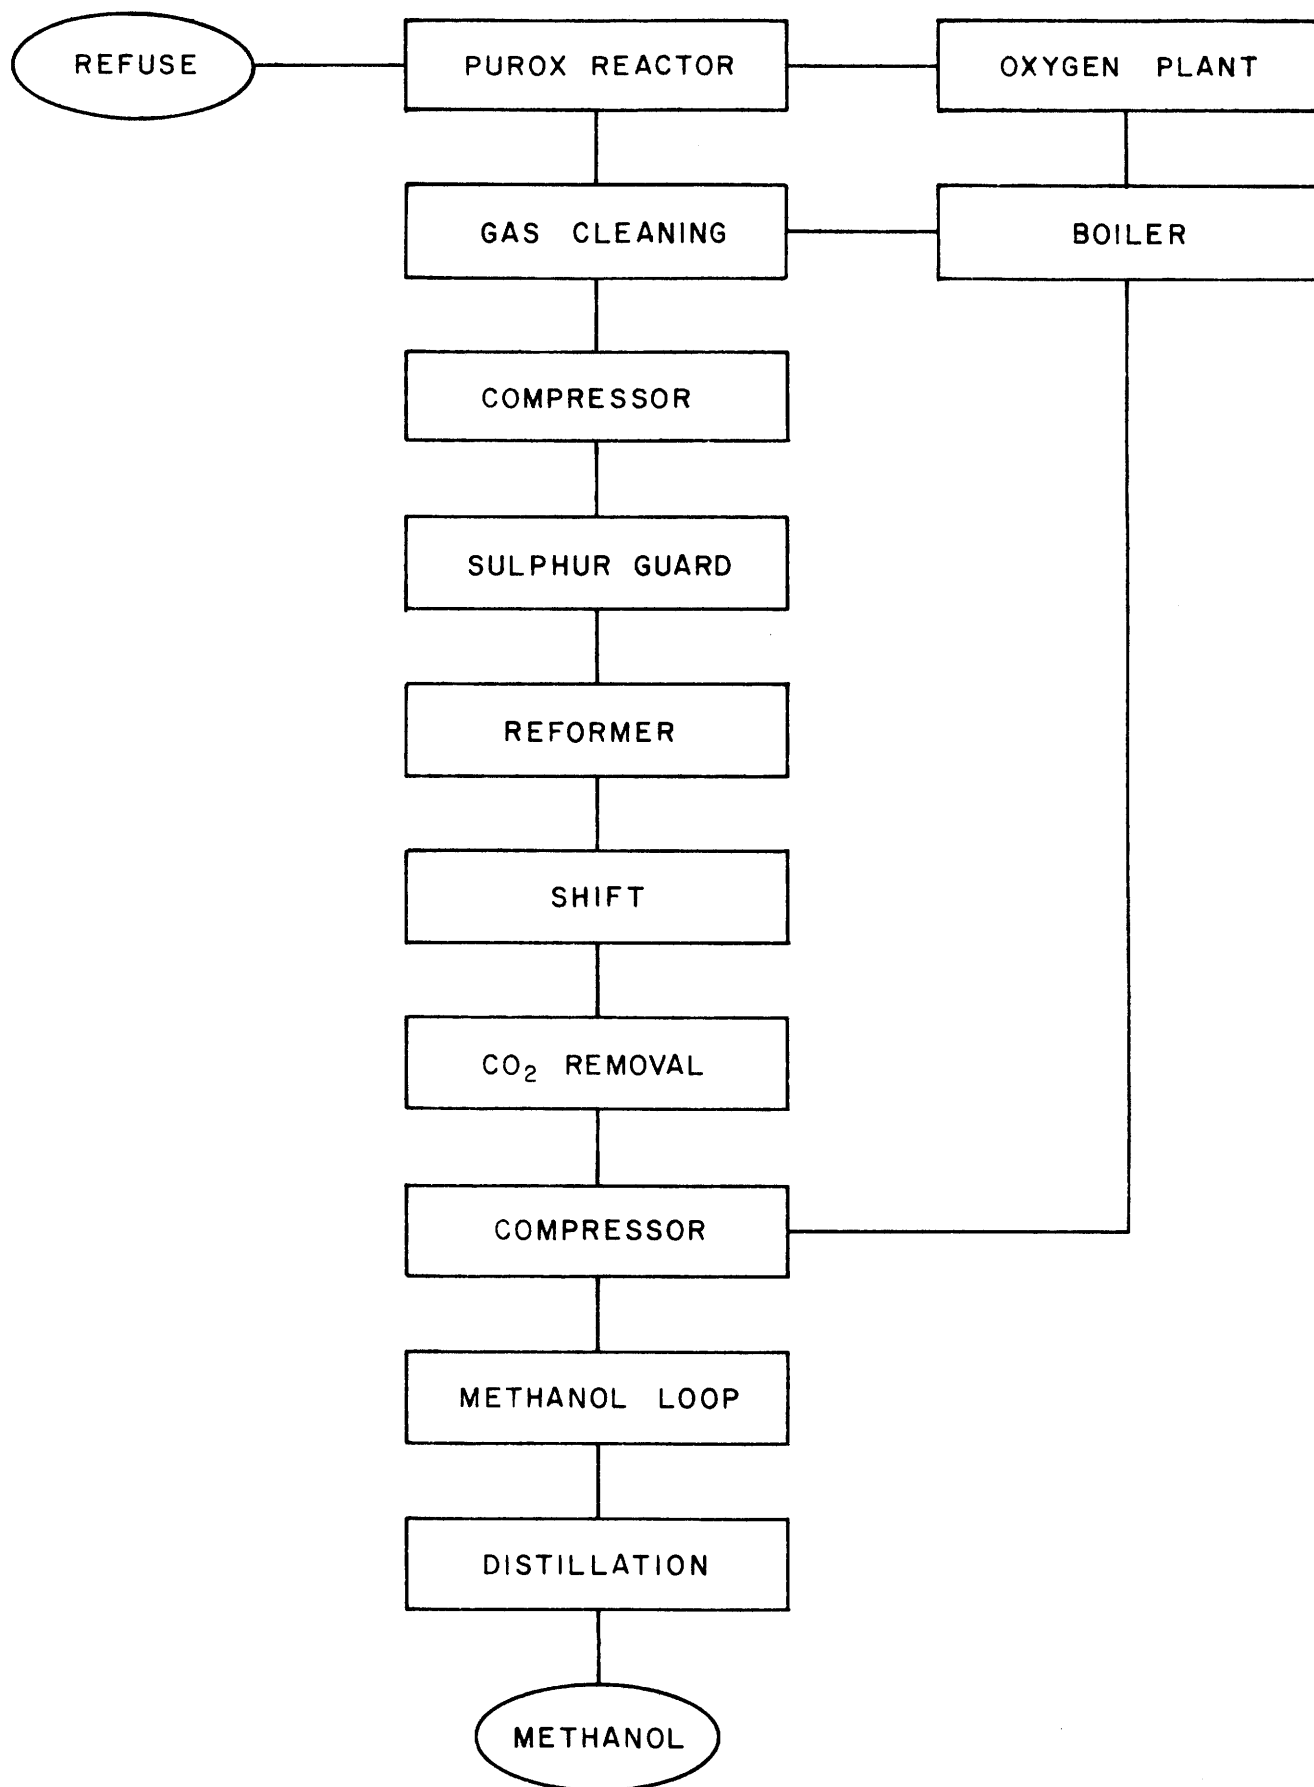 REFUSE
PUROX REACTOR
OXYGEN PLANT
GAS CLEANING
BOILER
COMPRESSOR
SULPHUR GUARD
REFORMER
SHIFT
CO₂ REMOVAL
COMPRESSOR
METHANOL LOOP
DISTILLATION
METHANOL